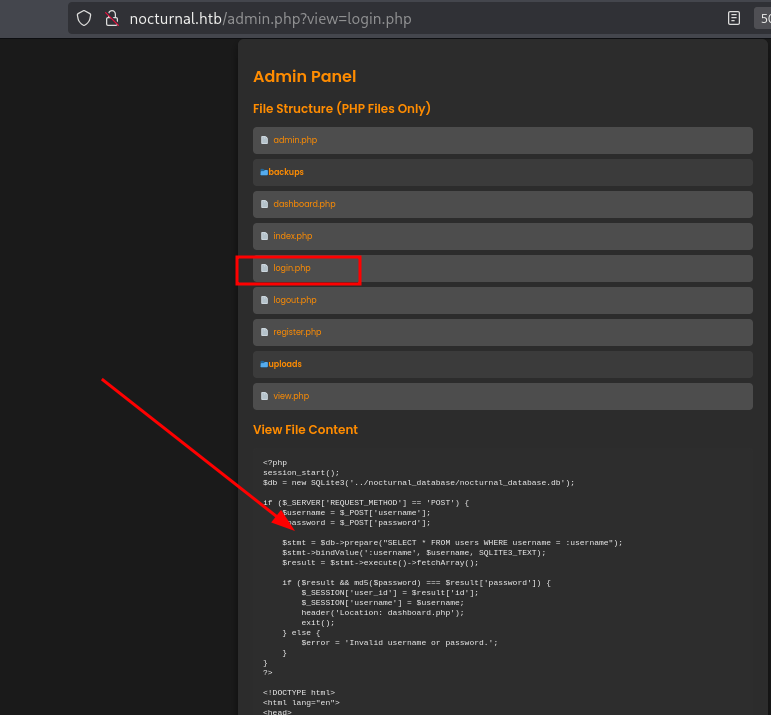 nocturnal.htb/admin.php?view=login.php
50
Admin Panel
File Structure (PHP Files Only)
admin.php
backups
dashboard.php
index.php
login.php
logout.php
register.php
uploads
view.php
View File Content
<?php
session_start();
$db = new SQLite3('../nocturnal_database/nocturnal_database.db');
if ($_SERVER['REQUEST_METHOD'] == 'POST') {
$username = $_POST['username'];
password = $_POST['password'];
$stmt = $db->prepare("SELECT * FROM users WHERE username = :username");
$stmt->bindValue(':username', $username, SQLITE3_TEXT);
$result = $stmt->execute()->fetchArray();
if ($result && md5($password) === $result['password']) {
$_SESSION['user_id'] = $result['id'];
$_SESSION['username'] = $username;
header('Location: dashboard.php');
exit();
} else {
$error = 'Invalid username or password.';
}
}
?>
<!DOCTYPE html>
<html lang="en">
<head>